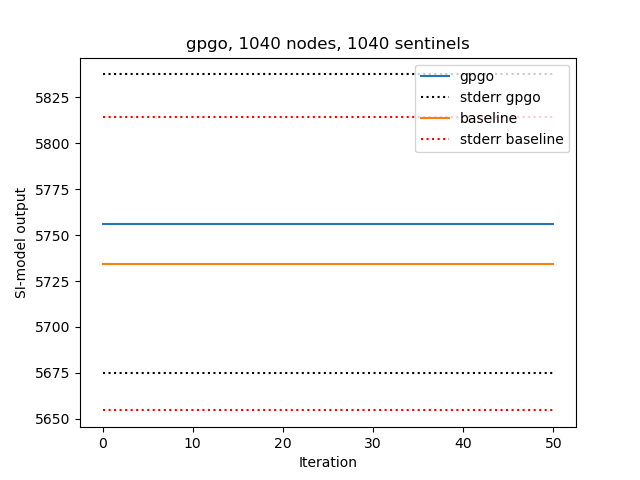 gpgo, 1040 nodes, 1040 sentinels
gpgo
stderr gpgo
baseline
stderr baseline
5825
5800
5775
5750
5725
5700
5675
5650
SI-model output
0 10 20 30 40 50
Iteration